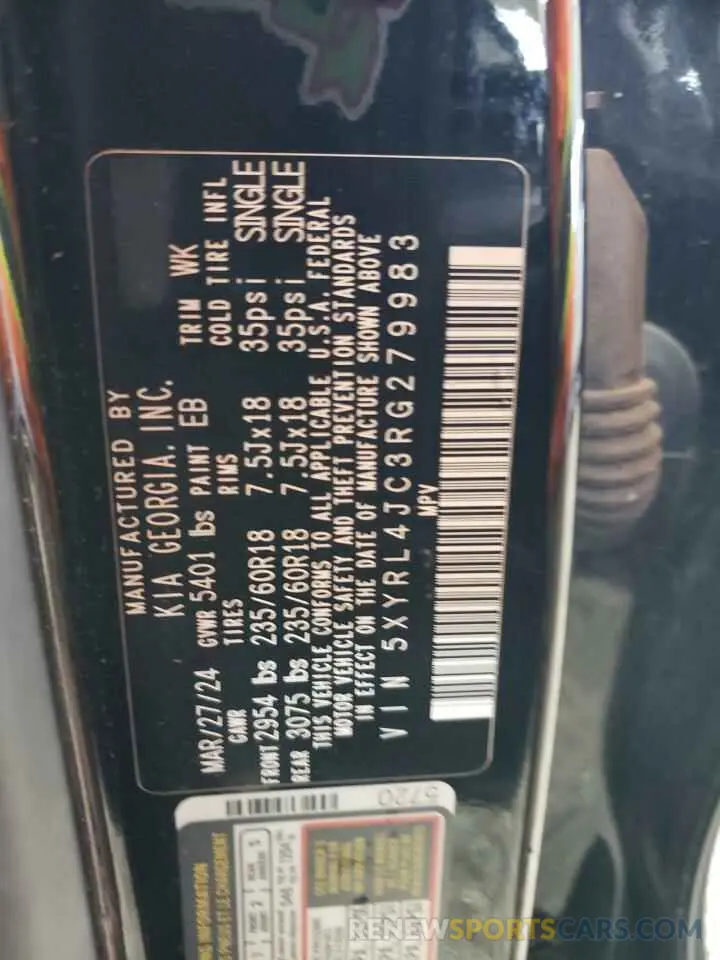 MANUFACTURED BY
KIA GEORGIA, INC.
MAR/27/24 GVWR 5401 lbs PAINT EB TRIM WK
GAWR TIRES RIMS COLD TIRE INFL
FRONT 2954 lbs 235/60R18 7.5Jx18 35psi SINGLE
REAR 3075 lbs 235/60R18 7.5Jx18 35psi SINGLE
THIS VEHICLE CONFORMS TO ALL APPLICABLE U.S.A. FEDERAL
MOTOR VEHICLE SAFETY AND THEFT PREVENTION STANDARDS
IN EFFECT ON THE DATE OF MANUFACTURE SHOWN ABOVE
VIN 5XYRL4JC3RG279983
MPV
5720
RENEWSPORTSCARS.COM